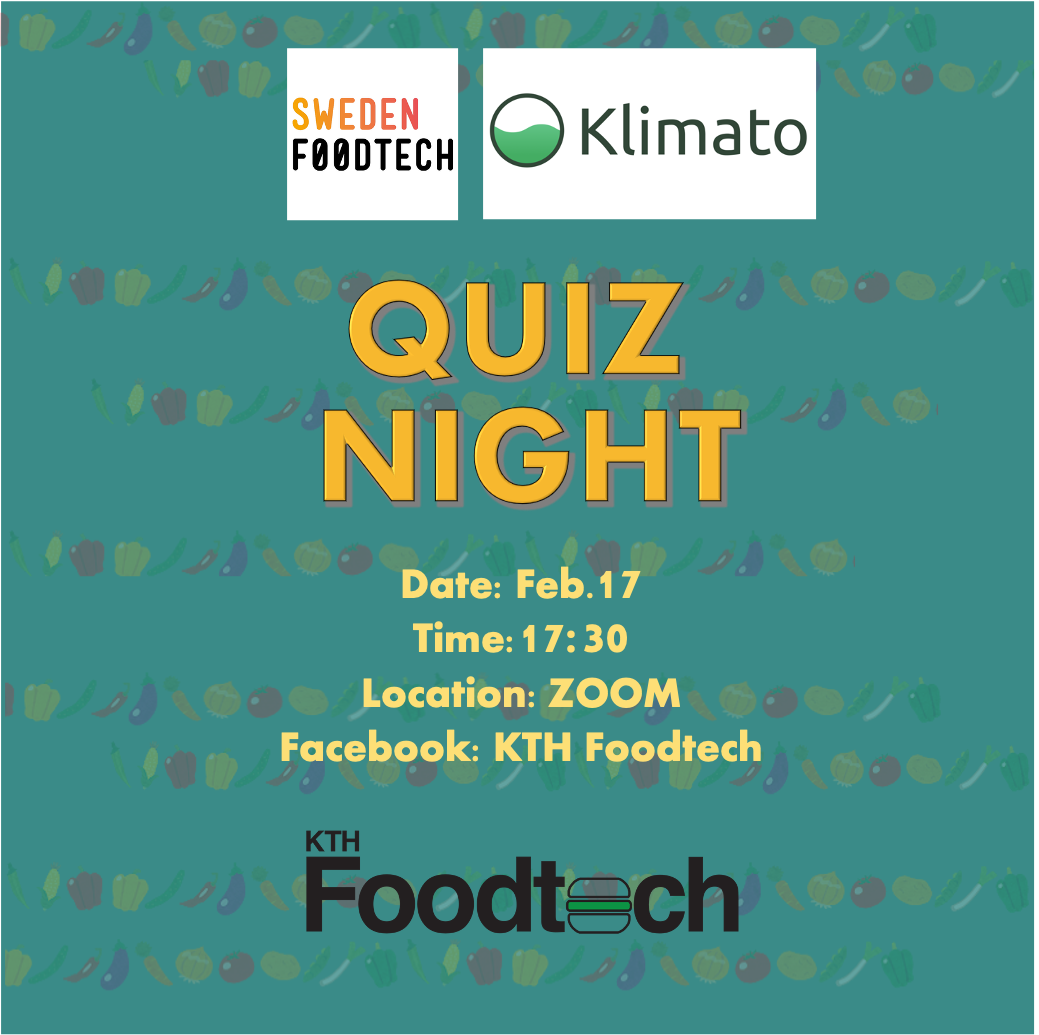 SWEDEN
FOODTECH
Klimato
QUIZ
NIGHT
Date: Feb.17
Time: 17:30
Location: ZOOM
Facebook: KTH Foodtech
KTH
Foodtech